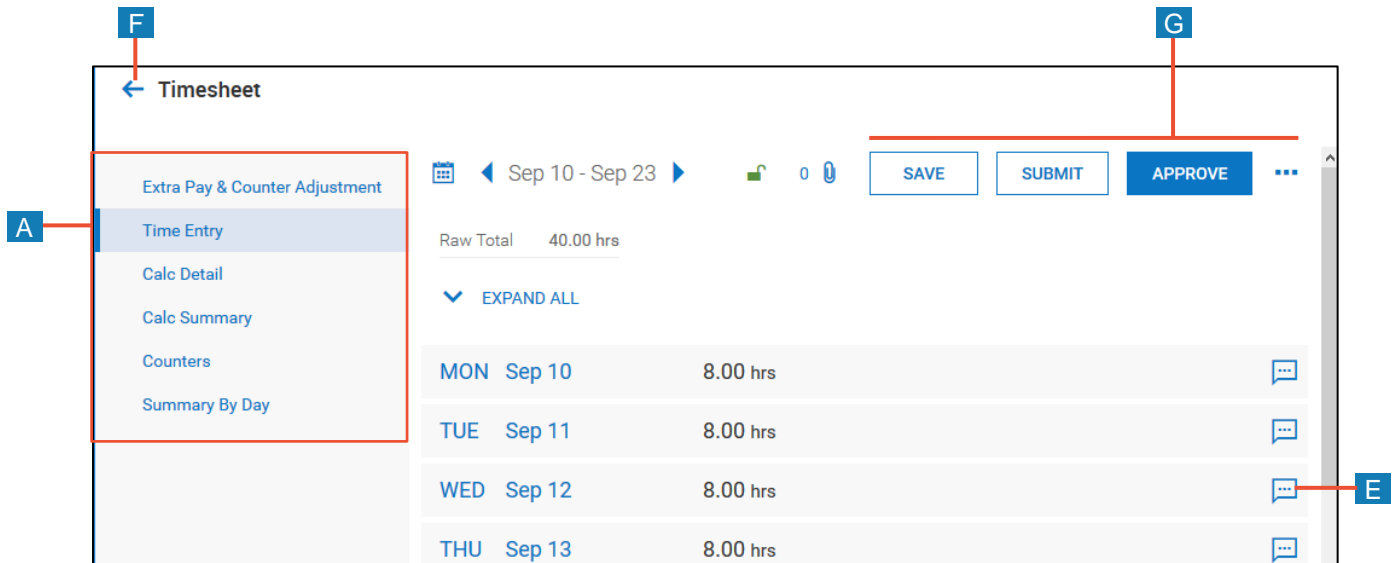 F
G
Timesheet
Extra Pay & Counter Adjustment
Time Entry
Calc Detail
Calc Summary
Counters
Summary By Day
A
Sep 10 - Sep 23
0
SAVE
SUBMIT
APPROVE
Raw Total 40.00 hrs
EXPAND ALL
MON Sep 10 8.00 hrs
TUE Sep 11 8.00 hrs
WED Sep 12 8.00 hrs
E
THU Sep 13 8.00 hrs